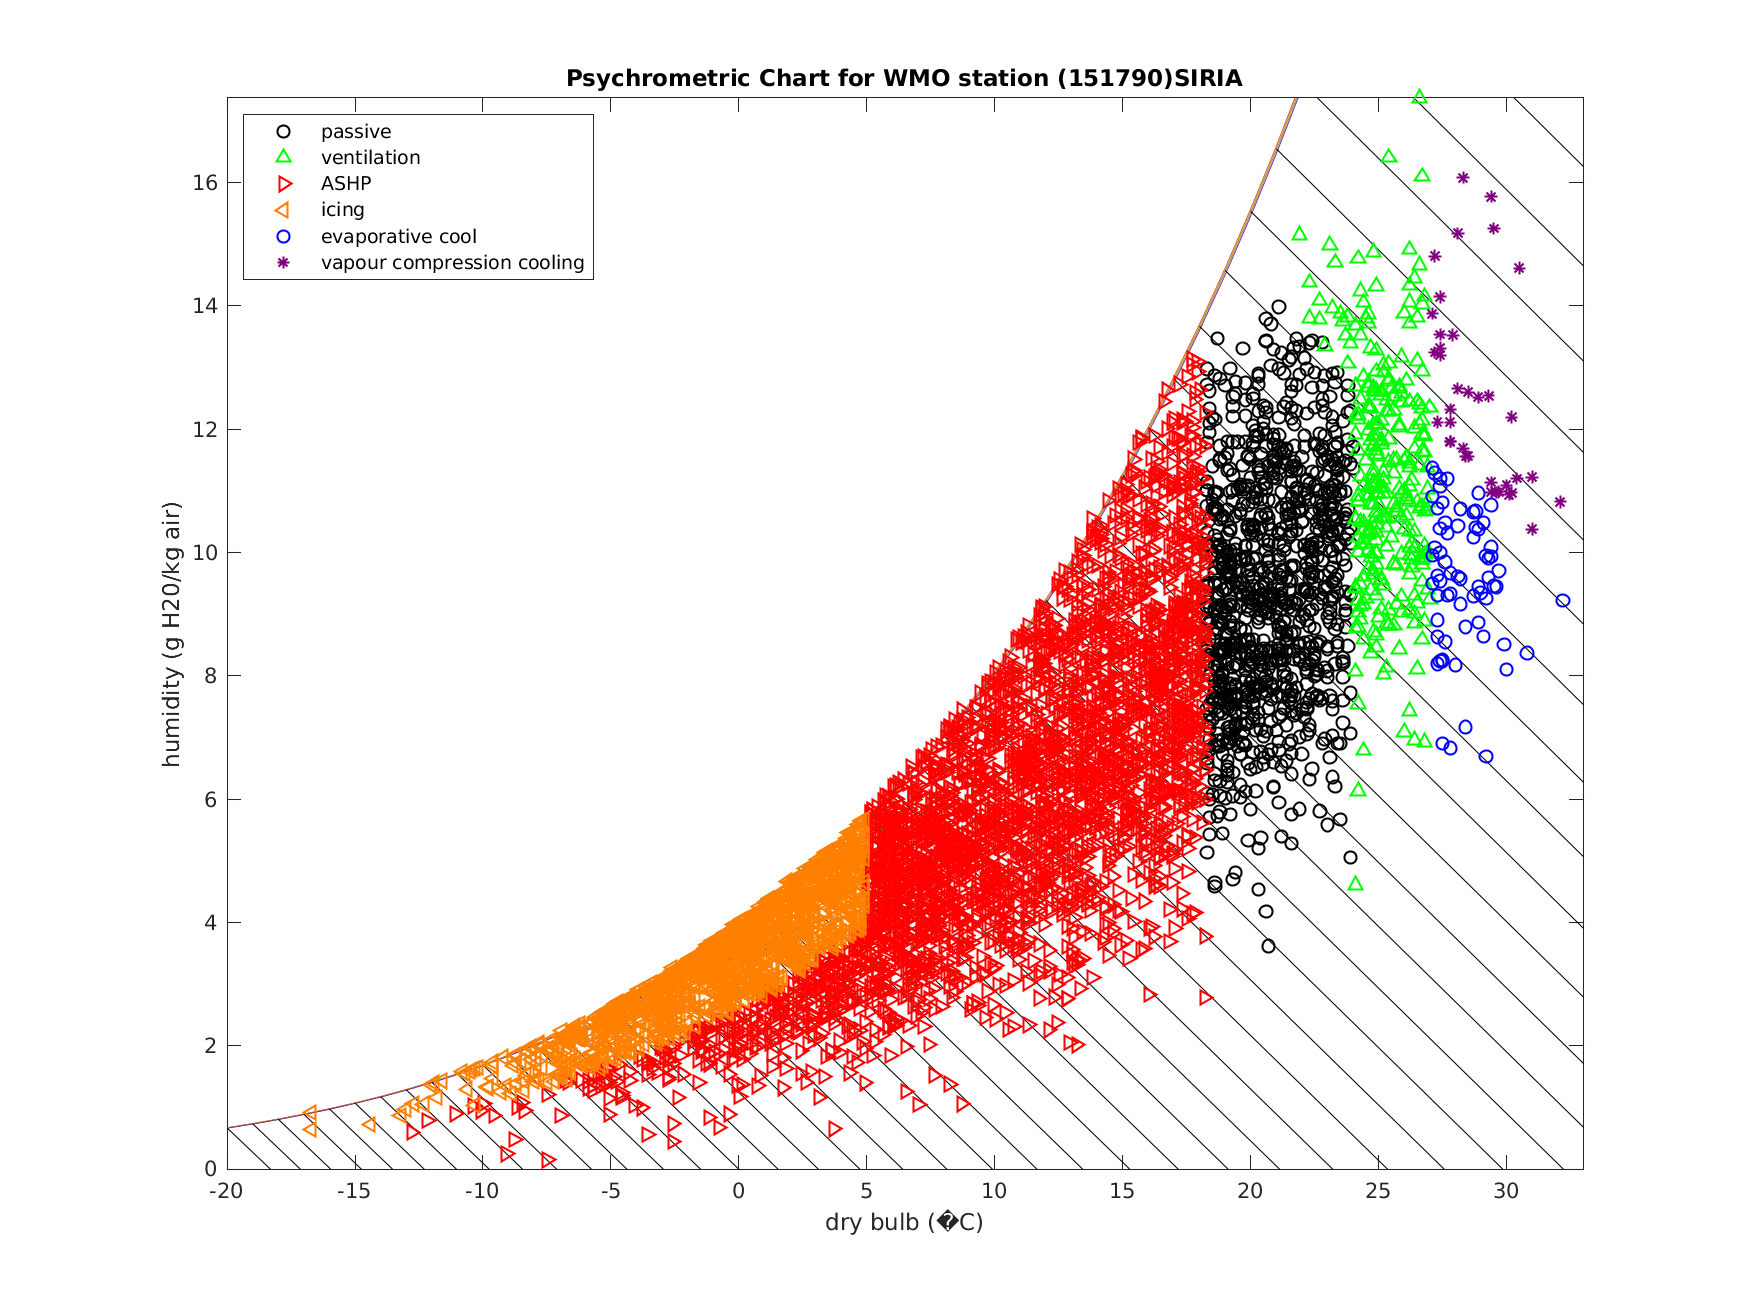 Psychrometric Chart for WMO station (151790)SIRIA
passive
ventilation
ASHP
icing
evaporative cool
vapour compression cooling
humidity (g H20/kg air)
16
14
12
10
8
6
4
2
0
-20 -15 -10 -5 0 5 10 15 20 25 30
dry bulb (�C)